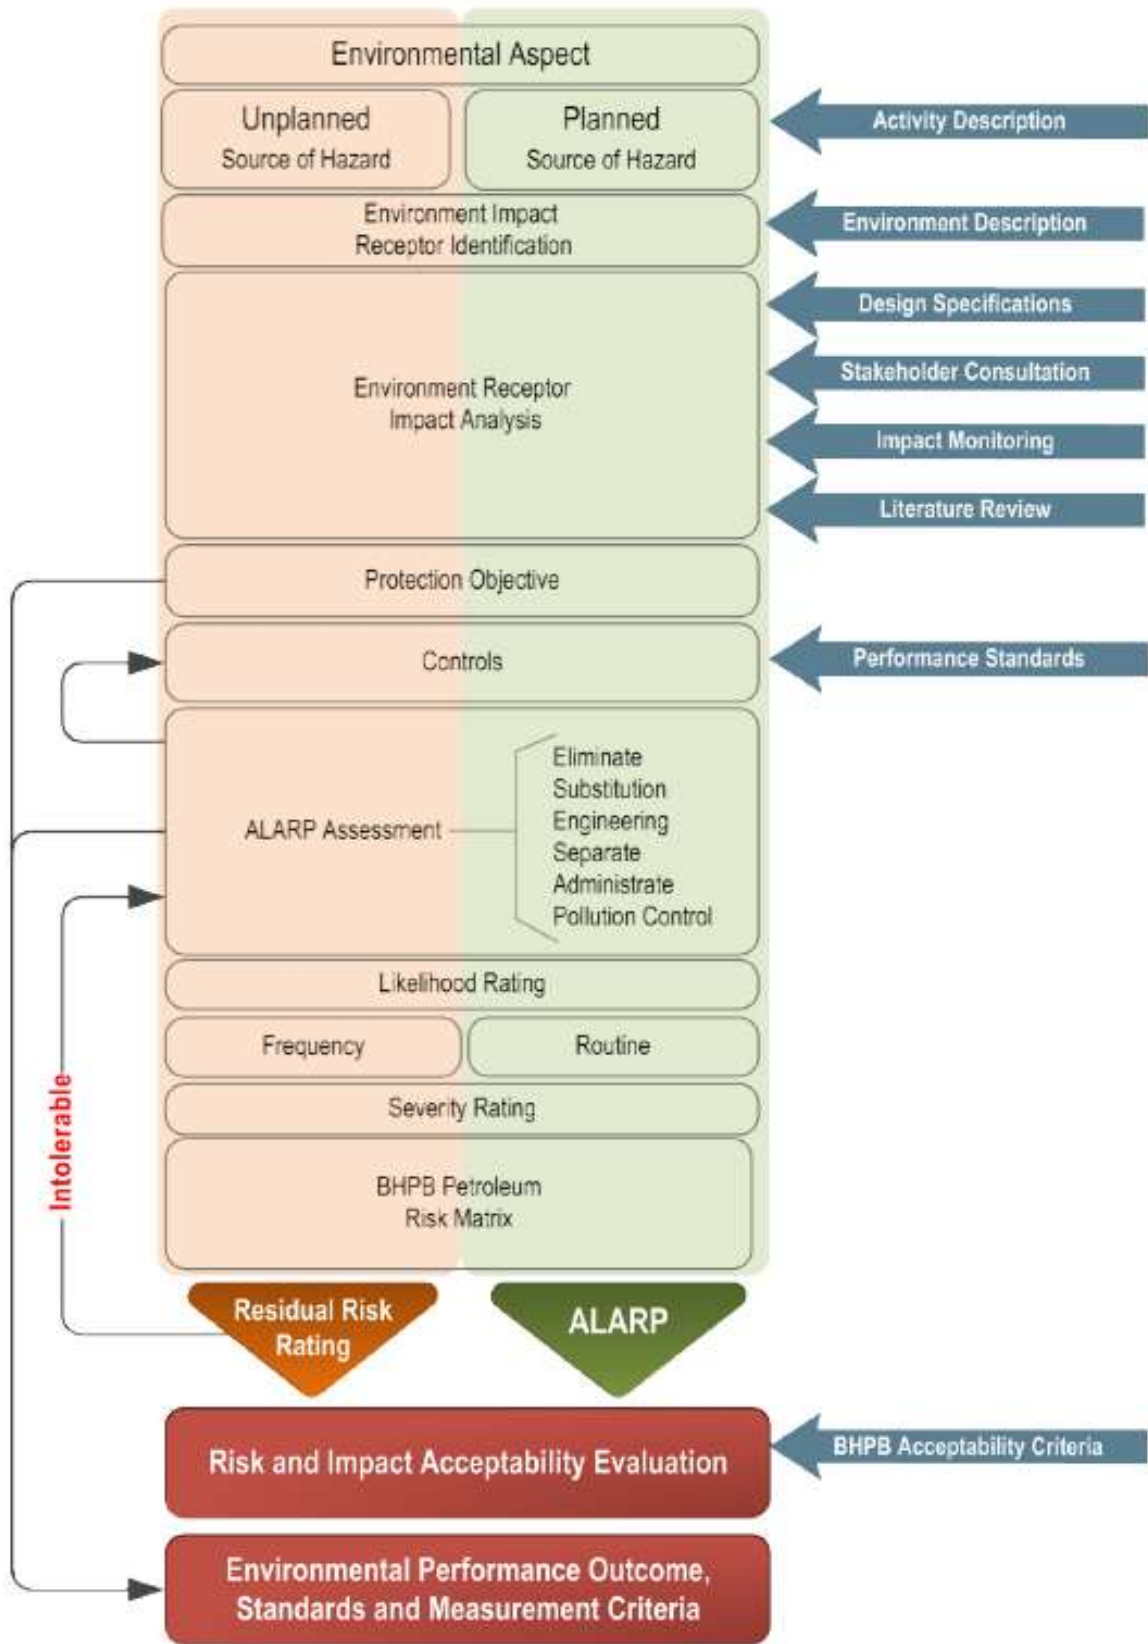 Environmental Aspect
Unplanned
Source of Hazard
Planned
Source of Hazard
Activity Description
Environment Impact
Receptor Identification
Environment Description
Environment Receptor
Impact Analysis
Design Specifications
Stakeholder Consultation
Impact Monitoring
Literature Review
Protection Objective
Controls
Performance Standards
ALARP Assessment
Eliminate
Substitution
Engineering
Separate
Administrate
Pollution Control
Likelihood Rating
Frequency
Routine
Severity Rating
BHPB Petroleum
Risk Matrix
Intolerable
Residual Risk
Rating
ALARP
Risk and Impact Acceptability Evaluation
BHPB Acceptability Criteria
Environmental Performance Outcome,
Standards and Measurement Criteria